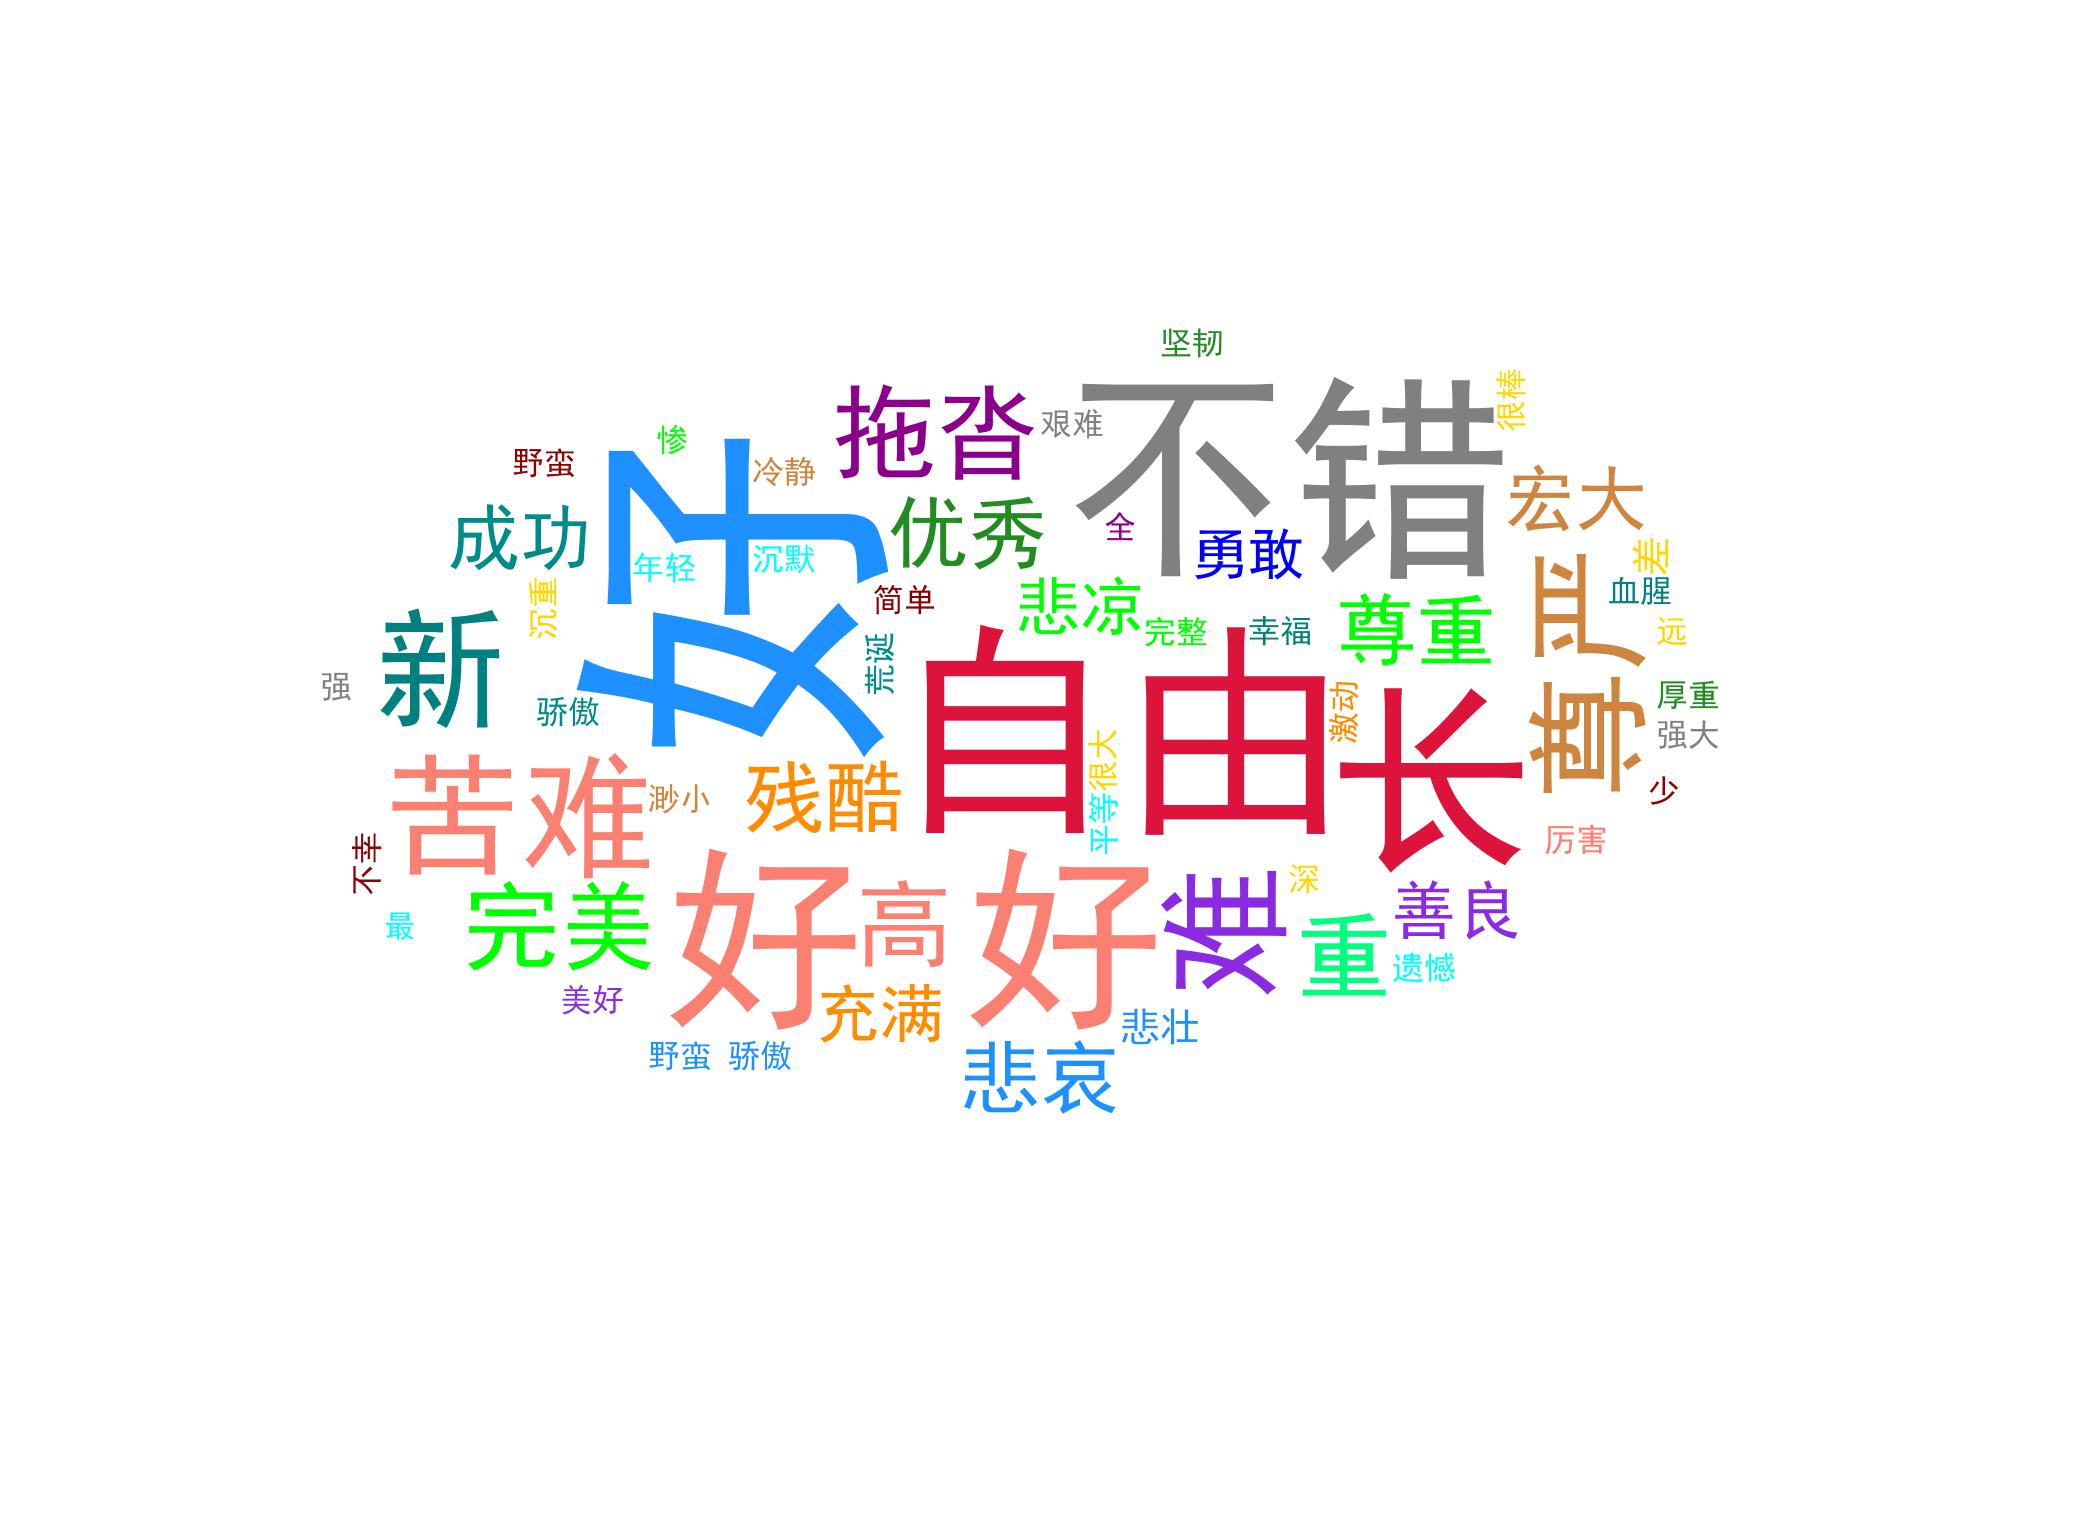 坚韧
不错
很棒
拖沓
艰难
惨
野蛮
冷静
好
宏大
成功
优秀
全
勇敢
差
年轻
沉默
血腥
沉重
简单
悲凉
完整
幸福
尊重
尊严
远
新
荒诞
自由
强
骄傲
激动
长
厚重
强大
苦难
渺小
残酷
很大
平等
少
厉害
不幸
最
完美
好
高
好
难
深
重
善良
遗憾
美好
充满
悲壮
野蛮
骄傲
悲哀